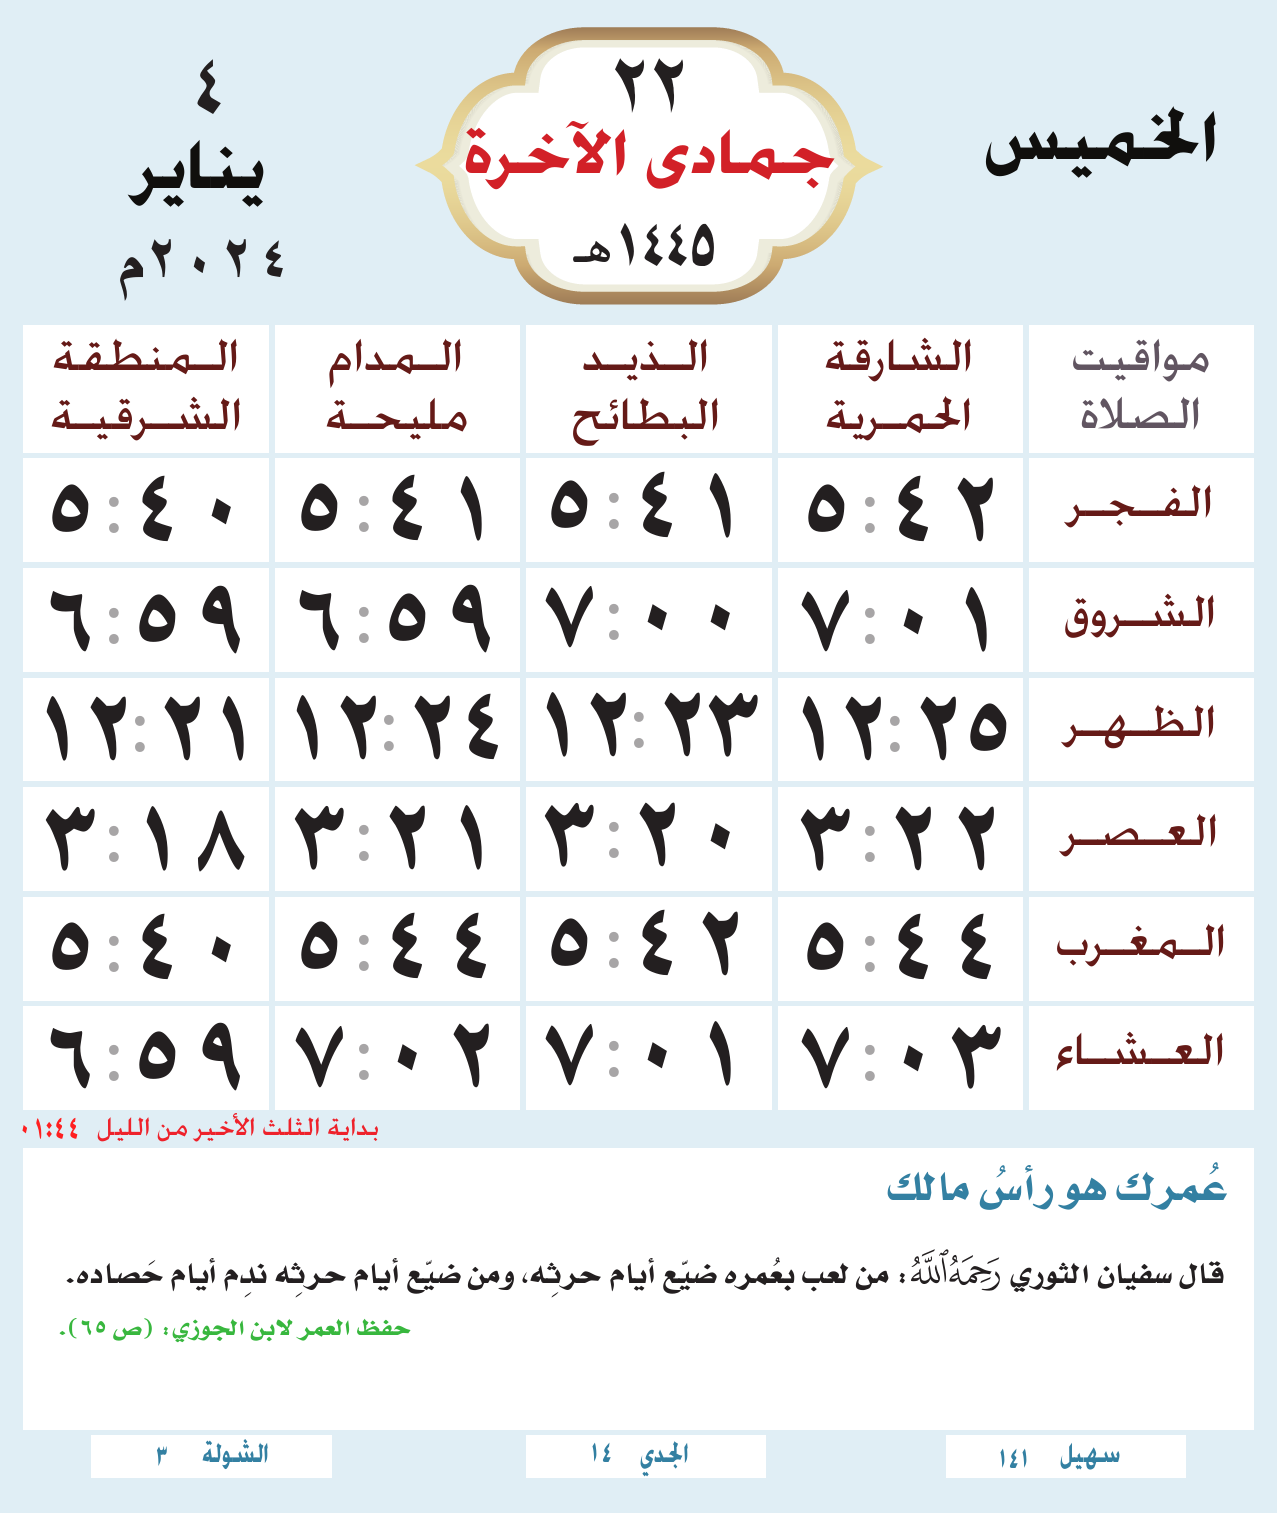 الخميس
٢٢
جمادى الآخرة
١٤٤٥هـ
٤
يناير
٢٠٢٤م
مواقيت الصلاة
الشارقة الحمرية
الذيد البطائح
المدام مليحة
المنطقة الشرقية
الفجر ٥:٤٢ ٥:٤١ ٥:٤١ ٥:٤٠
الشروق ٧:٠١ ٧:٠٠ ٦:٥٩ ٦:٥٩
الظهر ١٢:٢٥ ١٢:٢٣ ١٢:٢٤ ١٢:٢١
العصر ٣:٢٢ ٣:٢٠ ٣:٢١ ٣:١٨
المغرب ٥:٤٤ ٥:٤٢ ٥:٤٤ ٥:٤٠
العشاء ٧:٠٣ ٧:٠١ ٧:٠٢ ٦:٥٩
بداية الثلث الأخير من الليل ٠١:٤٤
عُمرك هو رأسُ مالك
قال سفيان الثوري رَحِمَهُ ٱللَّهُ: من لعب بعُمره ضيّع أيام حرثِه، ومن ضيّع أيام حرثِه ندِم أيام حَصاده.
حفظ العمر لابن الجوزي: (ص ٦٥).
سهيل ١٤١
الجدي ١٤
الشولة ٣